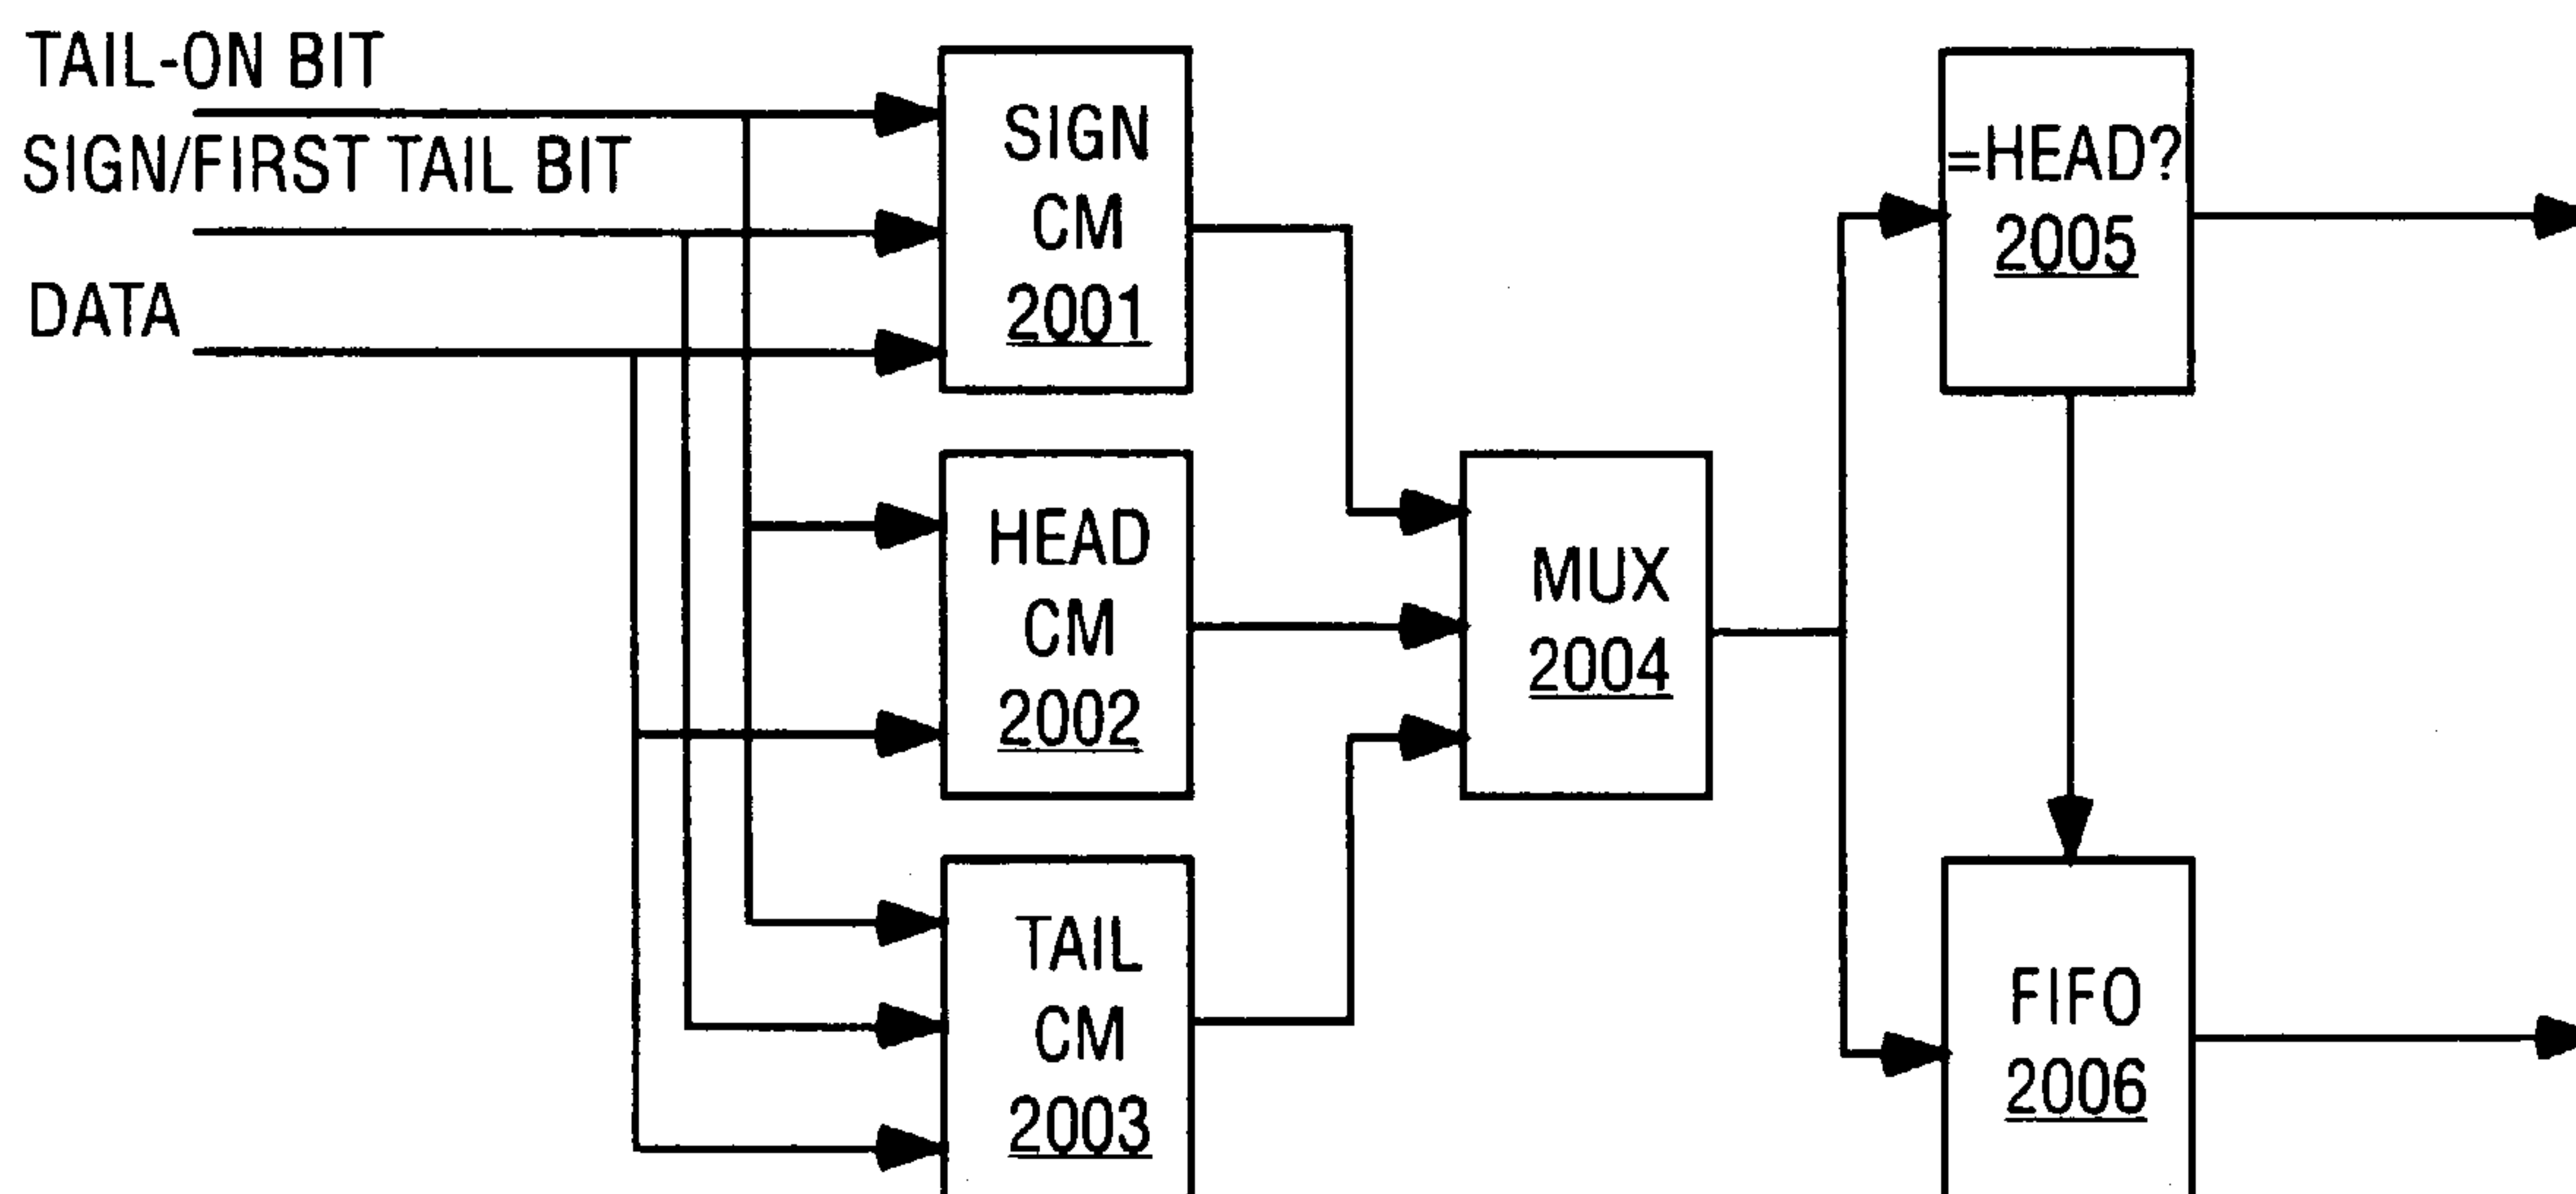 TAIL-ON BIT
SIGN/FIRST TAIL BIT
DATA
SIGN
CM
2001
HEAD
CM
2002
TAIL
CM
2003
MUX
2004
=HEAD?
2005
FIFO
2006